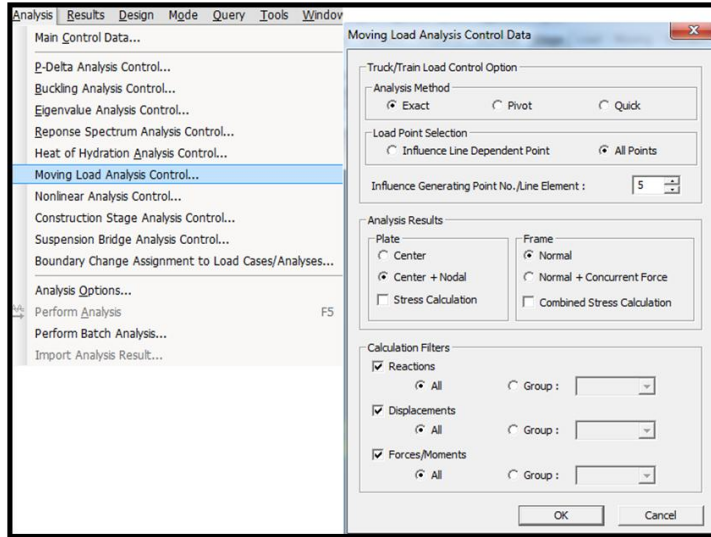 Analysis Results Design Mode Query Tools Window
Main Control Data...
P-Delta Analysis Control...
Buckling Analysis Control...
Eigenvalue Analysis Control...
Reponse Spectrum Analysis Control...
Heat of Hydration Analysis Control...
Moving Load Analysis Control...
Nonlinear Analysis Control...
Construction Stage Analysis Control...
Suspension Bridge Analysis Control...
Boundary Change Assignment to Load Cases/Analyses...
Analysis Options...
Perform Analysis F5
Perform Batch Analysis...
Import Analysis Result...
Moving Load Analysis Control Data
Truck/Train Load Control Option
Analysis Method
Exact Pivot Quick
Load Point Selection
Influence Line Dependent Point All Points
Influence Generating Point No./Line Element : 5
Analysis Results
Plate Frame
Center Normal
Center + Nodal Normal + Concurrent Force
Stress Calculation Combined Stress Calculation
Calculation Filters
Reactions
All Group :
Displacements
All Group :
Forces/Moments
All Group :
OK Cancel